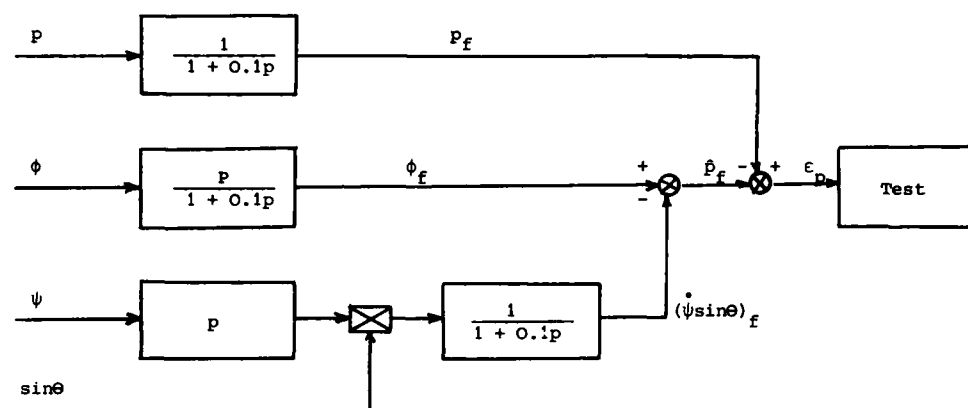 p
1
1 + 0.1p
p_f
ϕ
P
1 + 0.1p
ϕ_f
+
−
p̂_f
−
+
ε_p
Test
ψ
p
1
1 + 0.1p
(ψ̇sinθ)_f
sinθ